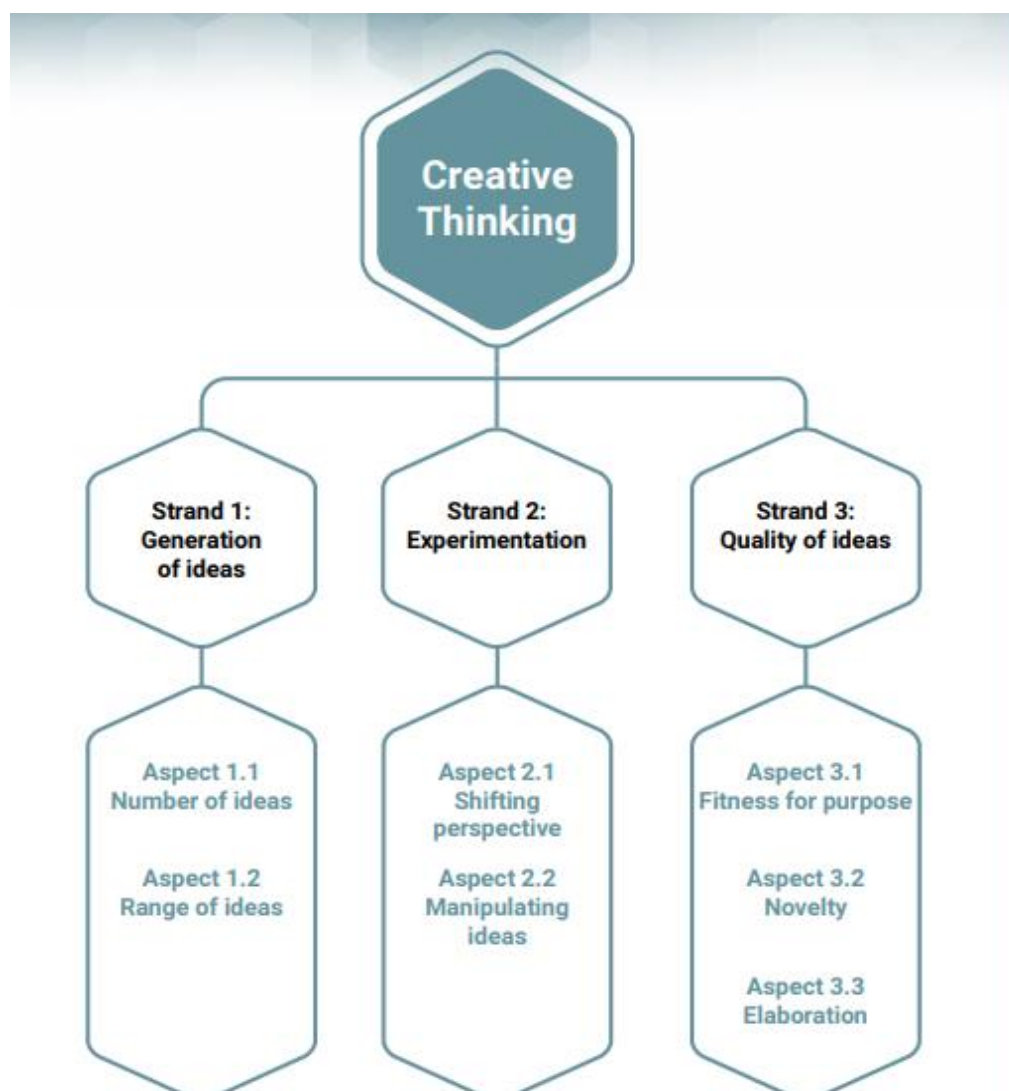 Creative
Thinking
Strand 1:
Generation
of ideas
Strand 2:
Experimentation
Strand 3:
Quality of ideas
Aspect 1.1
Number of ideas
Aspect 1.2
Range of ideas
Aspect 2.1
Shifting
perspective
Aspect 2.2
Manipulating
ideas
Aspect 3.1
Fitness for purpose
Aspect 3.2
Novelty
Aspect 3.3
Elaboration